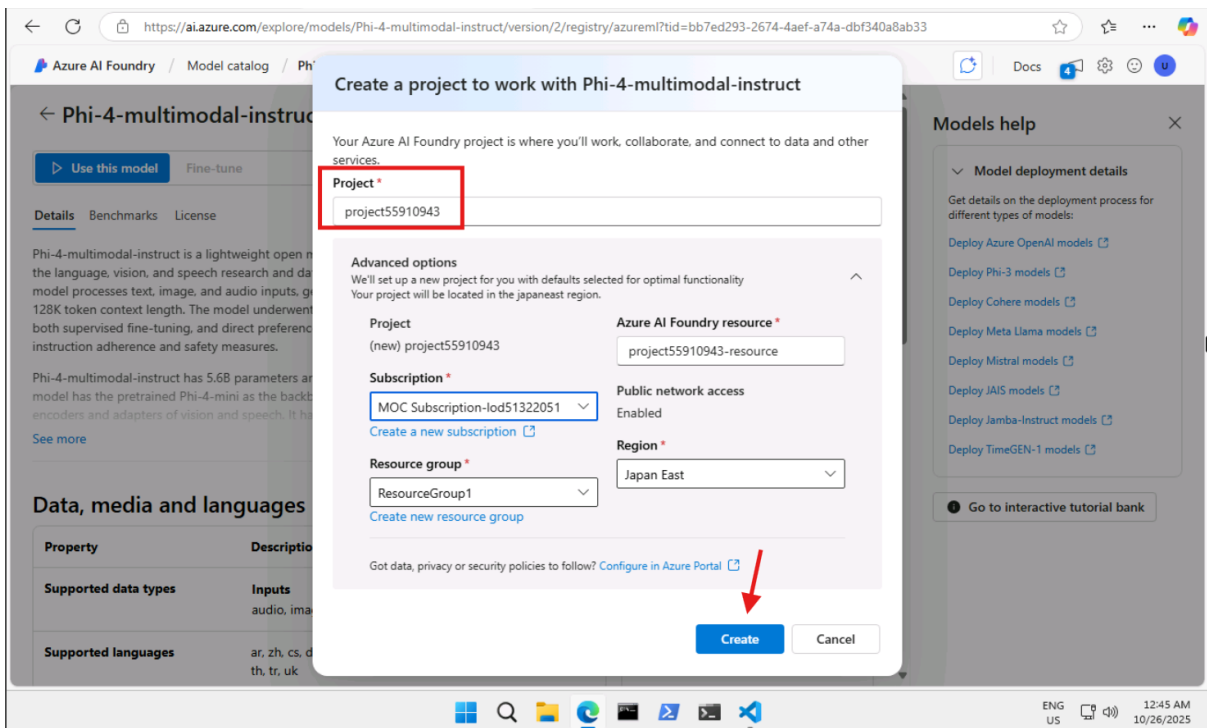 https://ai.azure.com/explore/models/Phi-4-multimodal-instruct/version/2/registry/azureml?tid=bb7ed293-2674-4aef-a74a-dbf340a8ab33
Azure AI Foundry / Model catalog / Ph
Docs
4
U
Phi-4-multimodal-instruc
Use this model
Fine-tune
Details Benchmarks License
Phi-4-multimodal-instruct is a lightweight open m
the language, vision, and speech research and da
model processes text, image, and audio inputs, g
128K token context length. The model underwent
both supervised fine-tuning, and direct preferenc
instruction adherence and safety measures.
Phi-4-multimodal-instruct has 5.6B parameters ar
model has the pretrained Phi-4-mini as the backb
encoders and adapters of vision and speech. It ha
See more
Data, media and languages
Property
Descriptio
Supported data types
Inputs
audio, ima
Supported languages
ar, zh, cs, d
th, tr, uk
Create a project to work with Phi-4-multimodal-instruct
Your Azure AI Foundry project is where you'll work, collaborate, and connect to data and other
services.
Project *
project55910943
Advanced options
We'll set up a new project for you with defaults selected for optimal functionality
Your project will be located in the japaneast region.
Project
(new) project55910943
Subscription *
MOC Subscription-lod51322051
Create a new subscription
Resource group *
ResourceGroup1
Create new resource group
Azure AI Foundry resource *
project55910943-resource
Public network access
Enabled
Region *
Japan East
Got data, privacy or security policies to follow? Configure in Azure Portal
Create
Cancel
Models help
Model deployment details
Get details on the deployment process for
different types of models:
Deploy Azure OpenAI models
Deploy Phi-3 models
Deploy Cohere models
Deploy Meta Llama models
Deploy Mistral models
Deploy JAIS models
Deploy Jamba-Instruct models
Deploy TimeGEN-1 models
Go to interactive tutorial bank
ENG
US
12:45 AM
10/26/2025